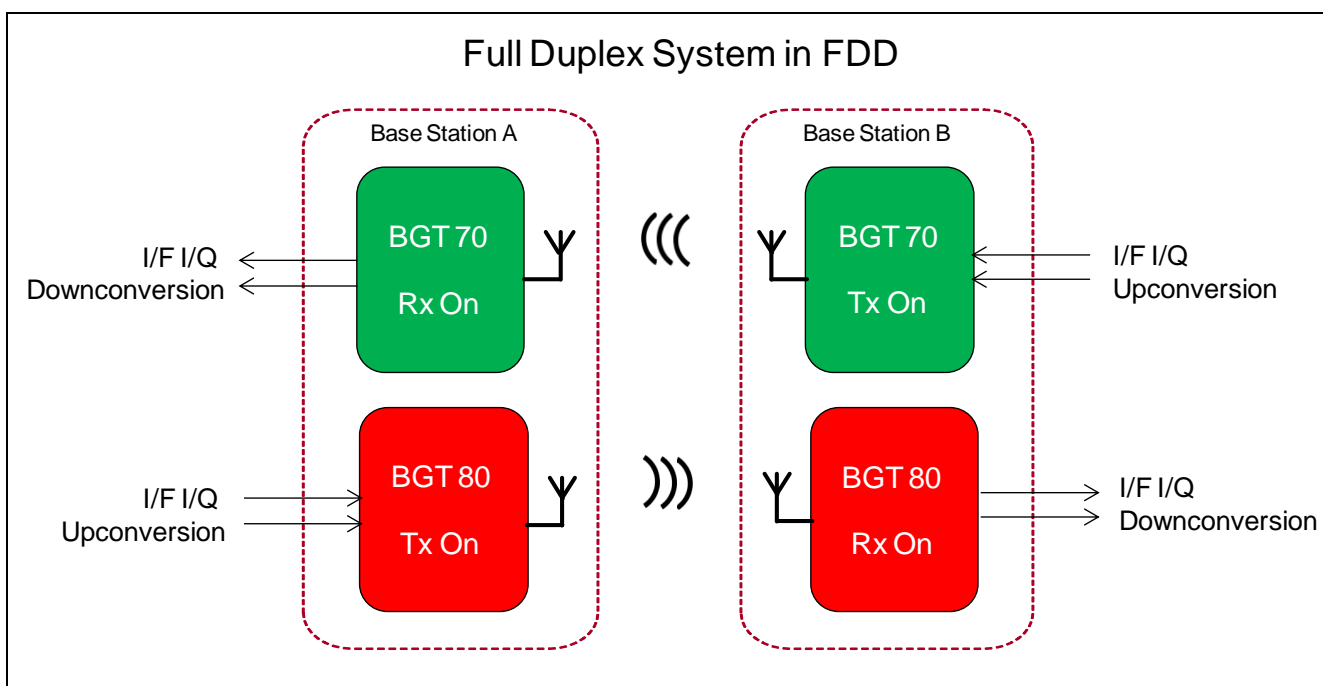 Full Duplex System in FDD
Base Station A
Base Station B
BGT 70
Rx On
BGT 70
Tx On
I/F I/Q
Downconversion
I/F I/Q
Upconversion
BGT 80
Tx On
BGT 80
Rx On
I/F I/Q
Upconversion
I/F I/Q
Downconversion